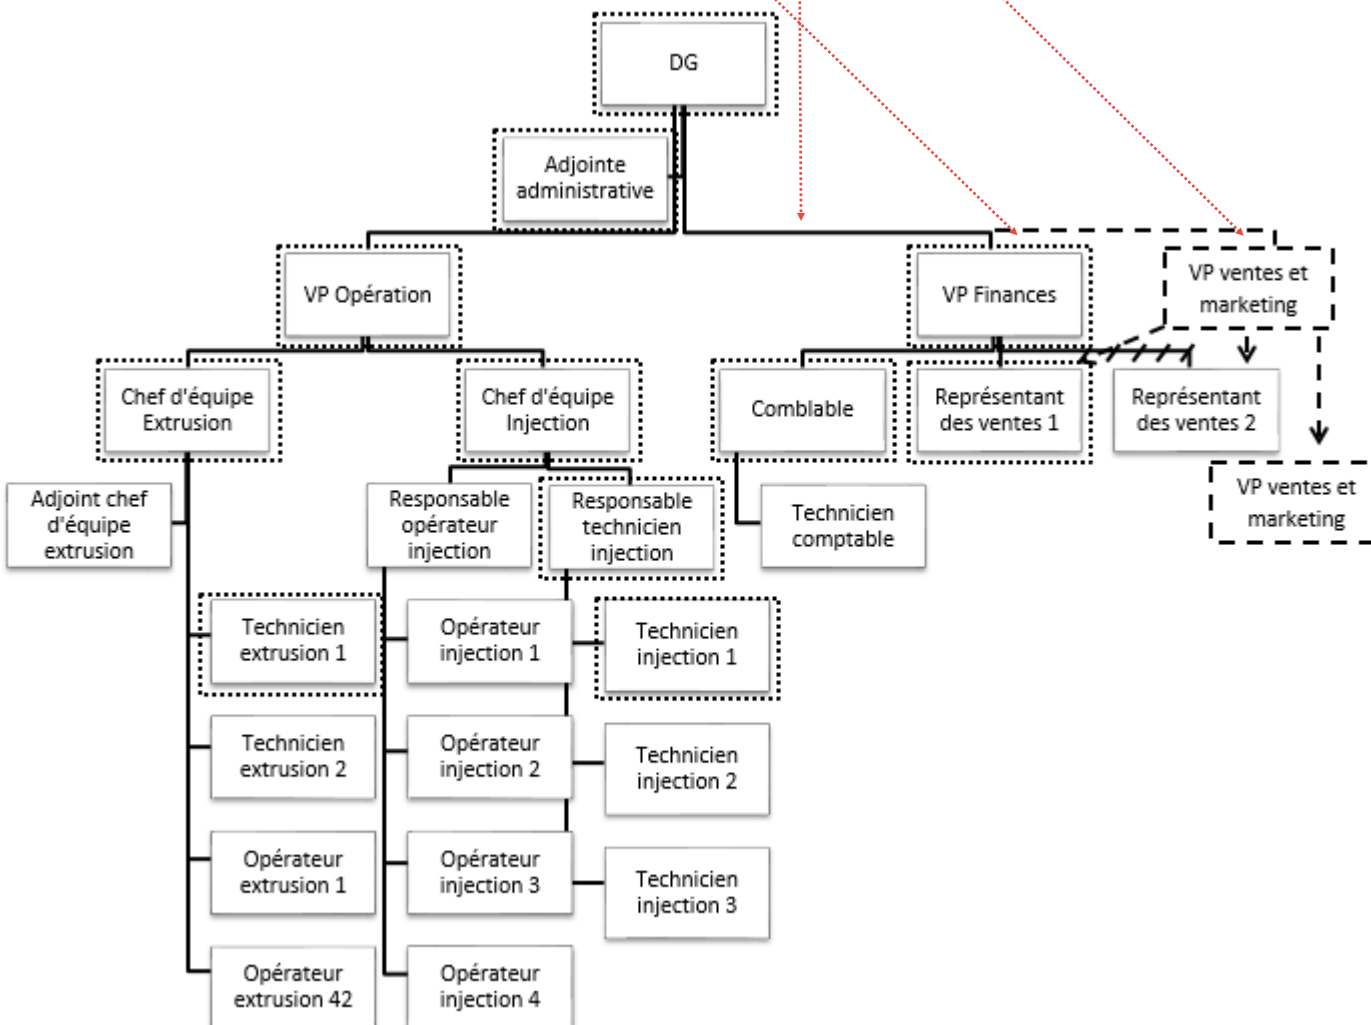 DG
Adjointe
administrative
VP Opération
VP Finances
VP ventes et
marketing
Chef d'équipe
Extrusion
Chef d'équipe
Injection
Comblable
Représentant
des ventes 1
Représentant
des ventes 2
VP ventes et
marketing
Adjoint chef
d'équipe
extrusion
Responsable
opérateur
injection
Responsable
technicien
injection
Technicien
comptable
Technicien
extrusion 1
Opérateur
injection 1
Technicien
injection 1
Technicien
extrusion 2
Opérateur
injection 2
Technicien
injection 2
Opérateur
extrusion 1
Opérateur
injection 3
Technicien
injection 3
Opérateur
extrusion 42
Opérateur
injection 4